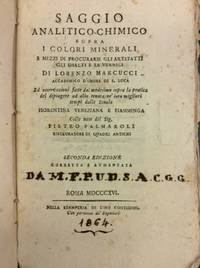 SAGGIO
ANALITICO-CHIMICO
SOPRA
I COLORI MINERALI
E MEZZI DI PROCURARSI GLI ARTEFATTI
GLI SMALTI E LE VERNICI
DI LORENZO MARCUCCI
ACCADEMICO D'ONORE DI S. LUCA
Ed osservazioni fatte dal medesimo sopra la pratica
del dipingere ad olio tenuta ne' loro migliori
tempi dalle Scuole
FIORENTINA VENEZIANA E FIAMMINGA
Colle note del Sig.
PIETRO PALMAROLI
RISTAURATORE DI QUADRI ANTICHI
SECONDA EDIZIONE
CORRETTA E AUMENTATA
DA M. F. P. U. D. S. A. C. G. G.
ROMA MDCCCXVI.
NELLA STAMPERIA DI LINO CONTEDINI
Con permesso de' Superiori
1864.